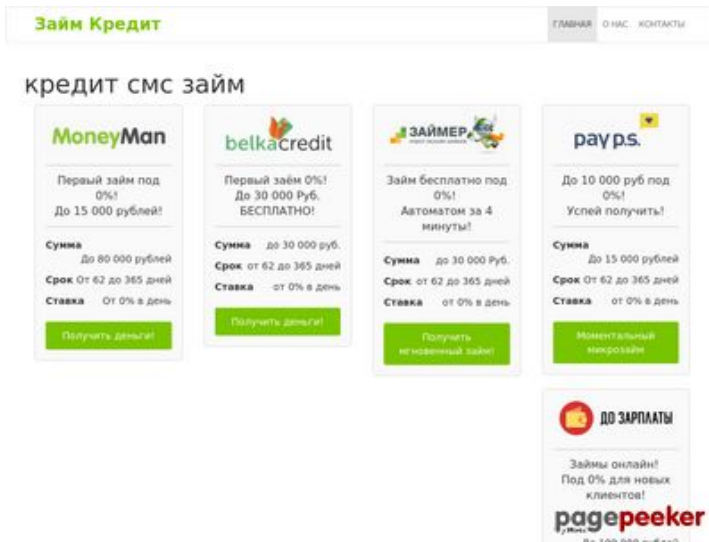 Займ Кредит
ГЛАВНАЯ О НАС КОНТАКТЫ
кредит смс займ
MoneyMan
Первый займ под
0%!
До 15 000 рублей!
Сумма
До 80 000 рублей
Срок От 62 до 365 дней
Ставка От 0% в день
Получить деньги!
belkacredit
Первый заём 0%!
До 30 000 Руб.
БЕСПЛАТНО!
Сумма до 30 000 руб.
Срок от 62 до 365 дней
Ставка от 0% в день
Получить деньги!
ЗАЙМЕР
Займ бесплатно под
0%!
Автоматом за 4
минуты!
Сумма до 30 000 Руб.
Срок от 62 до 365 дней
Ставка от 0% в день
Получить
мгновенный займ!
pay p.s.
До 10 000 руб под
0%!
Успей получить!
Сумма
До 15 000 рублей
Срок От 62 до 365 дней
Ставка От 0% в день
Моментальный
микрозайм
ДО ЗАРПЛАТЫ
Займы онлайн!
Под 0% для новых
клиентов!
pagepeeker
До 100 000 рублей